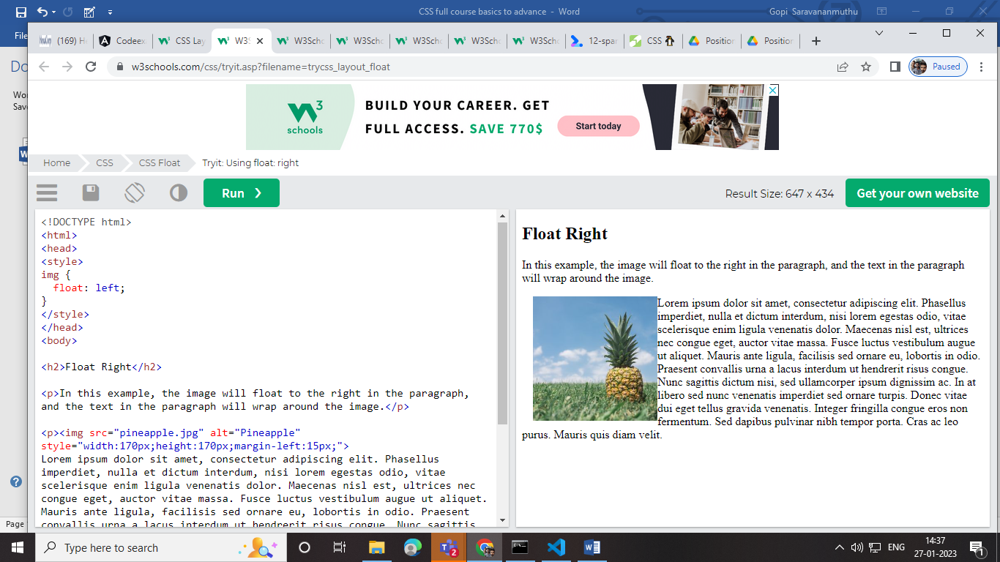 CSS full course basics to advance - Word
Gopi Saravananmuthu
File
(169) H
Codeex
CSS Lay
W3S
W3Scho
W3Scho
W3Scho
W3Scho
W3Scho
12-spar
CSS
Position
Position
w3schools.com/css/tryit.asp?filename=trycss_layout_float
Paused
3
schools
BUILD YOUR CAREER. GET
FULL ACCESS. SAVE 770$
Start today
Home
CSS
CSS Float
Tryit: Using float: right
Run ❯
Result Size: 647 x 434
Get your own website
<!DOCTYPE html>
<html>
<head>
<style>
img {
  float: left;
}
</style>
</head>
<body>
<h2>Float Right</h2>
<p>In this example, the image will float to the right in the paragraph,
and the text in the paragraph will wrap around the image.</p>
<p><img src="pineapple.jpg" alt="Pineapple"
style="width:170px;height:170px;margin-left:15px;">
Lorem ipsum dolor sit amet, consectetur adipiscing elit. Phasellus
imperdiet, nulla et dictum interdum, nisi lorem egestas odio, vitae
scelerisque enim ligula venenatis dolor. Maecenas nisl est, ultrices nec
congue eget, auctor vitae massa. Fusce luctus vestibulum augue ut aliquet.
Mauris ante ligula, facilisis sed ornare eu, lobortis in odio. Praesent
convallis urna a lacus interdum ut hendrerit risus congue. Nunc sagittis
Float Right
In this example, the image will float to the right in the paragraph, and the text in the paragraph
will wrap around the image.
Lorem ipsum dolor sit amet, consectetur adipiscing elit. Phasellus
imperdiet, nulla et dictum interdum, nisi lorem egestas odio, vitae
scelerisque enim ligula venenatis dolor. Maecenas nisl est, ultrices
nec congue eget, auctor vitae massa. Fusce luctus vestibulum augue
ut aliquet. Mauris ante ligula, facilisis sed ornare eu, lobortis in odio.
Praesent convallis urna a lacus interdum ut hendrerit risus congue.
Nunc sagittis dictum nisi, sed ullamcorper ipsum dignissim ac. In at
libero sed nunc venenatis imperdiet sed ornare turpis. Donec vitae
dui eget tellus gravida venenatis. Integer fringilla congue eros non
fermentum. Sed dapibus pulvinar nibh tempor porta. Cras ac leo
purus. Mauris quis diam velit.
Page
Type here to search
2
ENG
14:37
27-01-2023
1